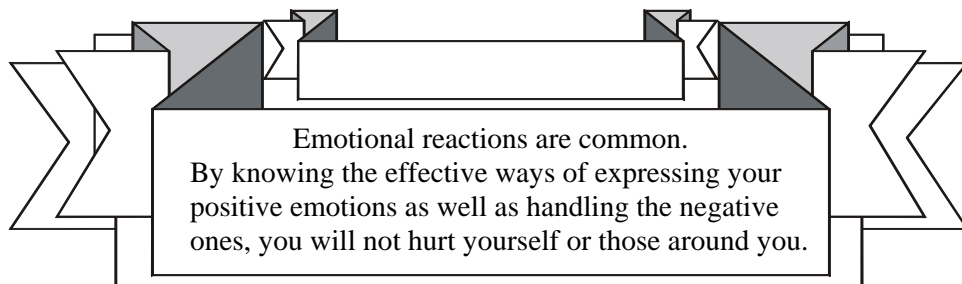 Emotional reactions are common.
By knowing the effective ways of expressing your
positive emotions as well as handling the negative
ones, you will not hurt yourself or those around you.